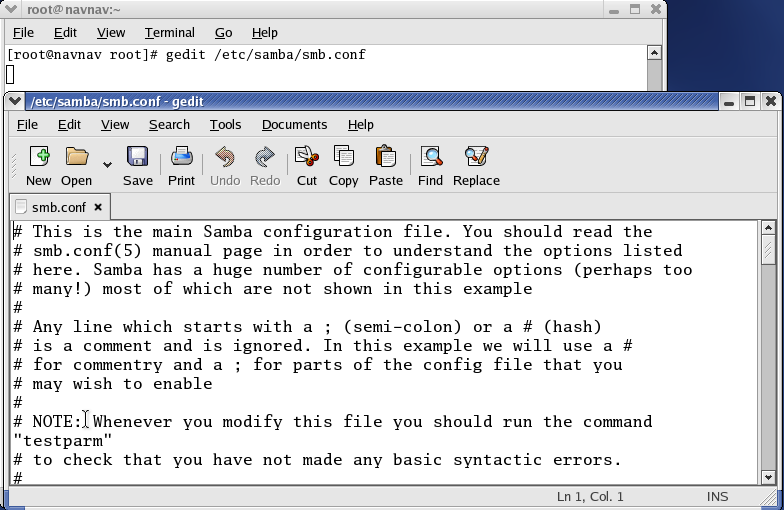 root@navnav:~
File Edit View Terminal Go Help
[root@navnav root]# gedit /etc/samba/smb.conf
/etc/samba/smb.conf - gedit
File Edit View Search Tools Documents Help
New Open Save Print Undo Redo Cut Copy Paste Find Replace
smb.conf
# This is the main Samba configuration file. You should read the
# smb.conf(5) manual page in order to understand the options listed
# here. Samba has a huge number of configurable options (perhaps too
# many!) most of which are not shown in this example
#
# Any line which starts with a ; (semi-colon) or a # (hash)
# is a comment and is ignored. In this example we will use a #
# for commentry and a ; for parts of the config file that you
# may wish to enable
#
# NOTE: Whenever you modify this file you should run the command
"testparm"
# to check that you have not made any basic syntactic errors.
#
Ln 1, Col. 1 INS